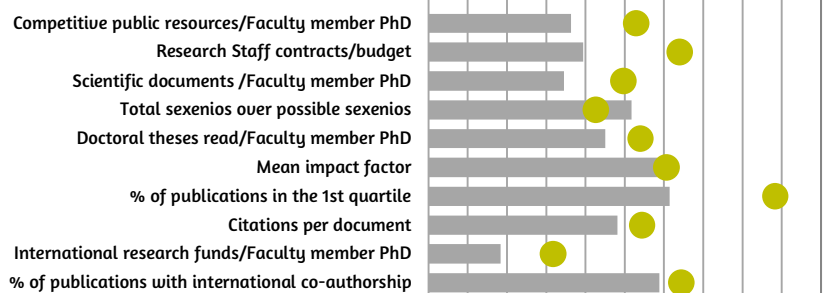 Competitive public resources/Faculty member PhD
Research Staff contracts/budget
Scientific documents /Faculty member PhD
Total sexenios over possible sexenios
Doctoral theses read/Faculty member PhD
Mean impact factor
% of publications in the 1st quartile
Citations per document
International research funds/Faculty member PhD
% of publications with international co-authorship